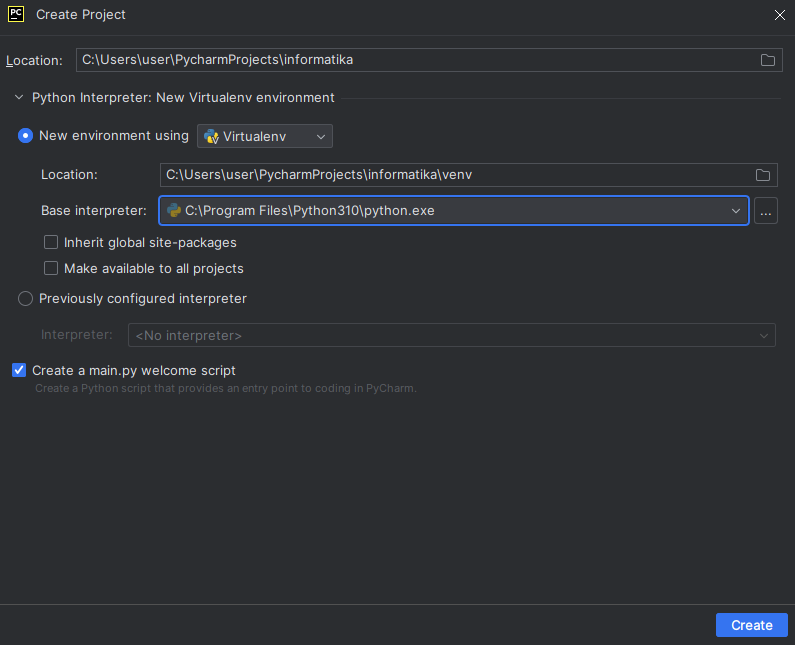 PC Create Project
Location: C:\Users\user\PycharmProjects\informatika
Python Interpreter: New Virtualenv environment
New environment using Virtualenv
Location: C:\Users\user\PycharmProjects\informatika\venv
Base interpreter: C:\Program Files\Python310\python.exe ...
Inherit global site-packages
Make available to all projects
Previously configured interpreter
Interpreter: <No interpreter>
Create a main.py welcome script
Create a Python script that provides an entry point to coding in PyCharm.
Create